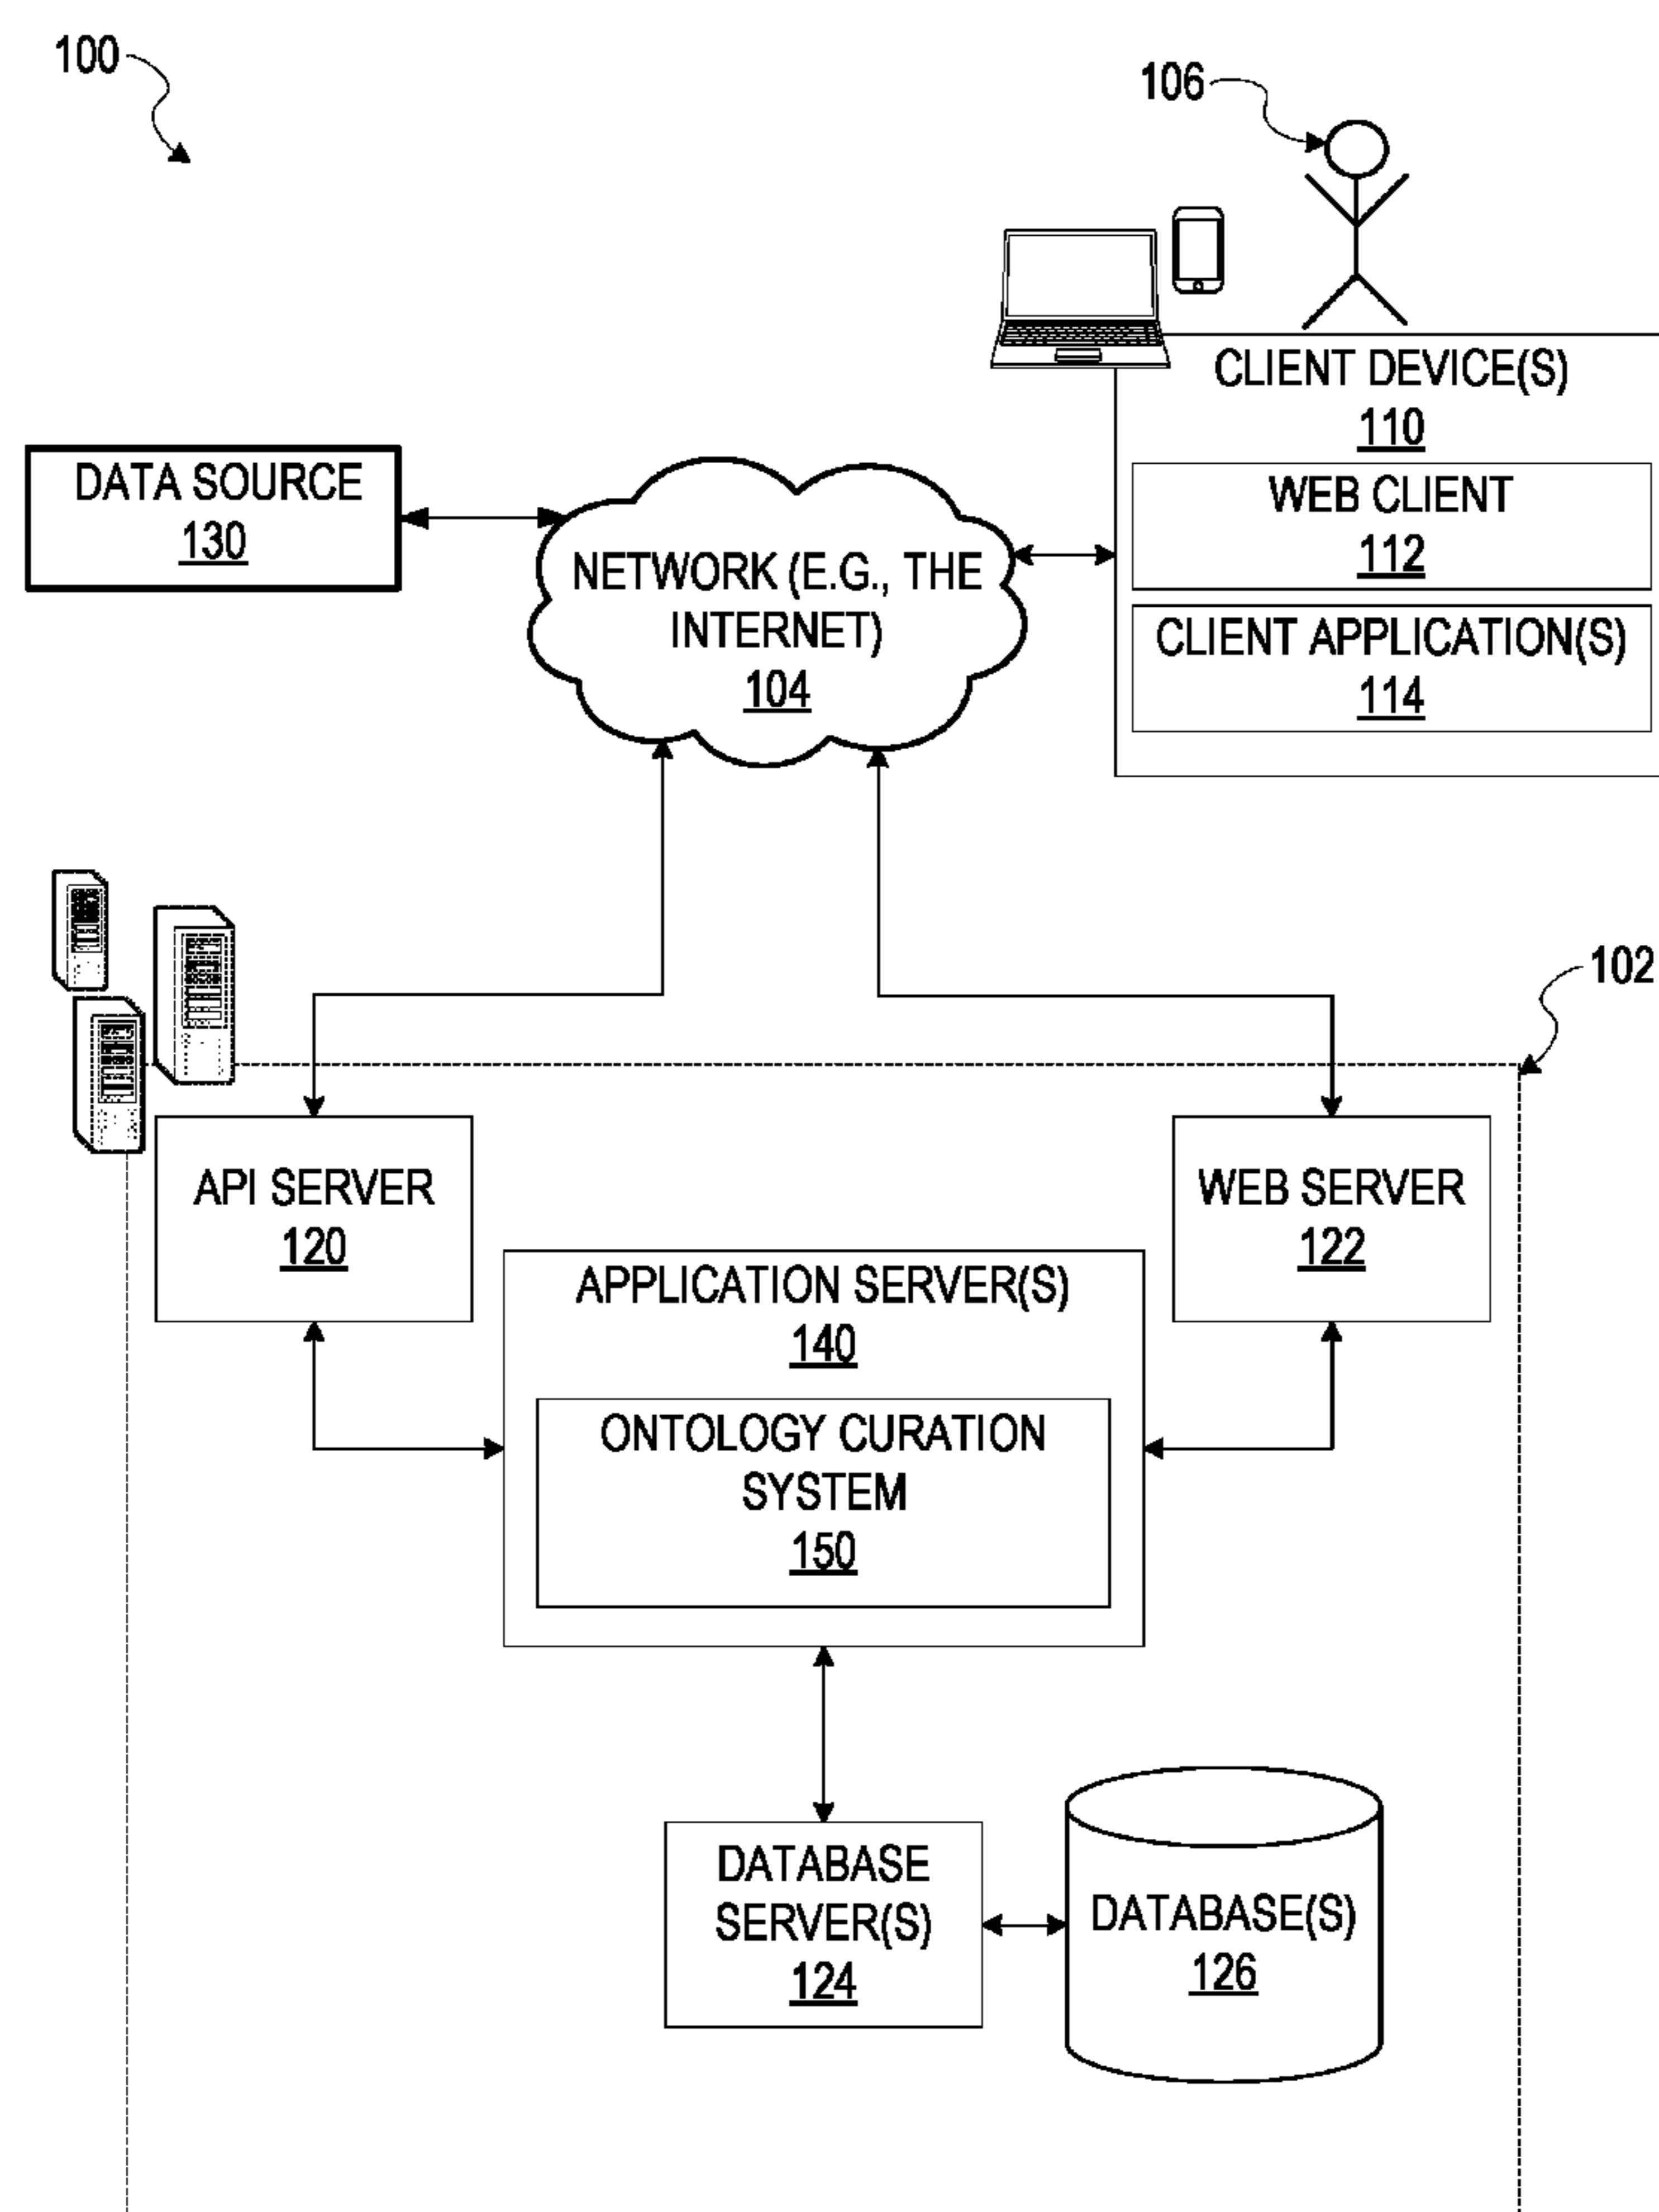 100
106
CLIENT DEVICE(S)
110
WEB CLIENT
112
CLIENT APPLICATION(S)
114
DATA SOURCE
130
NETWORK (E.G., THE
INTERNET)
104
102
API SERVER
120
WEB SERVER
122
APPLICATION SERVER(S)
140
ONTOLOGY CURATION
SYSTEM
150
DATABASE
SERVER(S)
124
DATABASE(S)
126